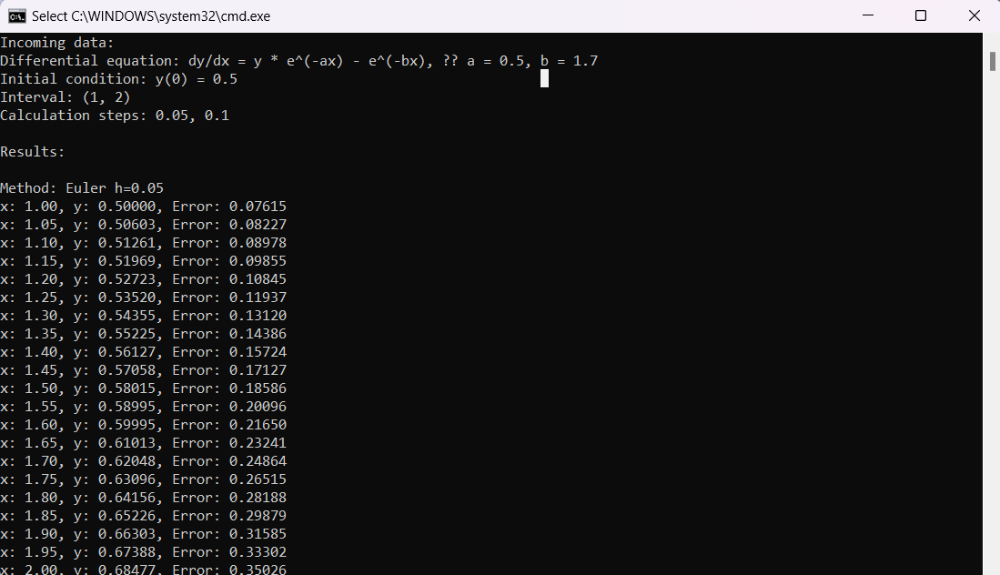 Select C:\WINDOWS\system32\cmd.exe
Incoming data:
Differential equation: dy/dx = y * e^(-ax) - e^(-bx), ?? a = 0.5, b = 1.7
Initial condition: y(0) = 0.5
Interval: (1, 2)
Calculation steps: 0.05, 0.1
Results:
Method: Euler h=0.05
x: 1.00, y: 0.50000, Error: 0.07615
x: 1.05, y: 0.50603, Error: 0.08227
x: 1.10, y: 0.51261, Error: 0.08978
x: 1.15, y: 0.51969, Error: 0.09855
x: 1.20, y: 0.52723, Error: 0.10845
x: 1.25, y: 0.53520, Error: 0.11937
x: 1.30, y: 0.54355, Error: 0.13120
x: 1.35, y: 0.55225, Error: 0.14386
x: 1.40, y: 0.56127, Error: 0.15724
x: 1.45, y: 0.57058, Error: 0.17127
x: 1.50, y: 0.58015, Error: 0.18586
x: 1.55, y: 0.58995, Error: 0.20096
x: 1.60, y: 0.59995, Error: 0.21650
x: 1.65, y: 0.61013, Error: 0.23241
x: 1.70, y: 0.62048, Error: 0.24864
x: 1.75, y: 0.63096, Error: 0.26515
x: 1.80, y: 0.64156, Error: 0.28188
x: 1.85, y: 0.65226, Error: 0.29879
x: 1.90, y: 0.66303, Error: 0.31585
x: 1.95, y: 0.67388, Error: 0.33302
x: 2.00, y: 0.68477, Error: 0.35026